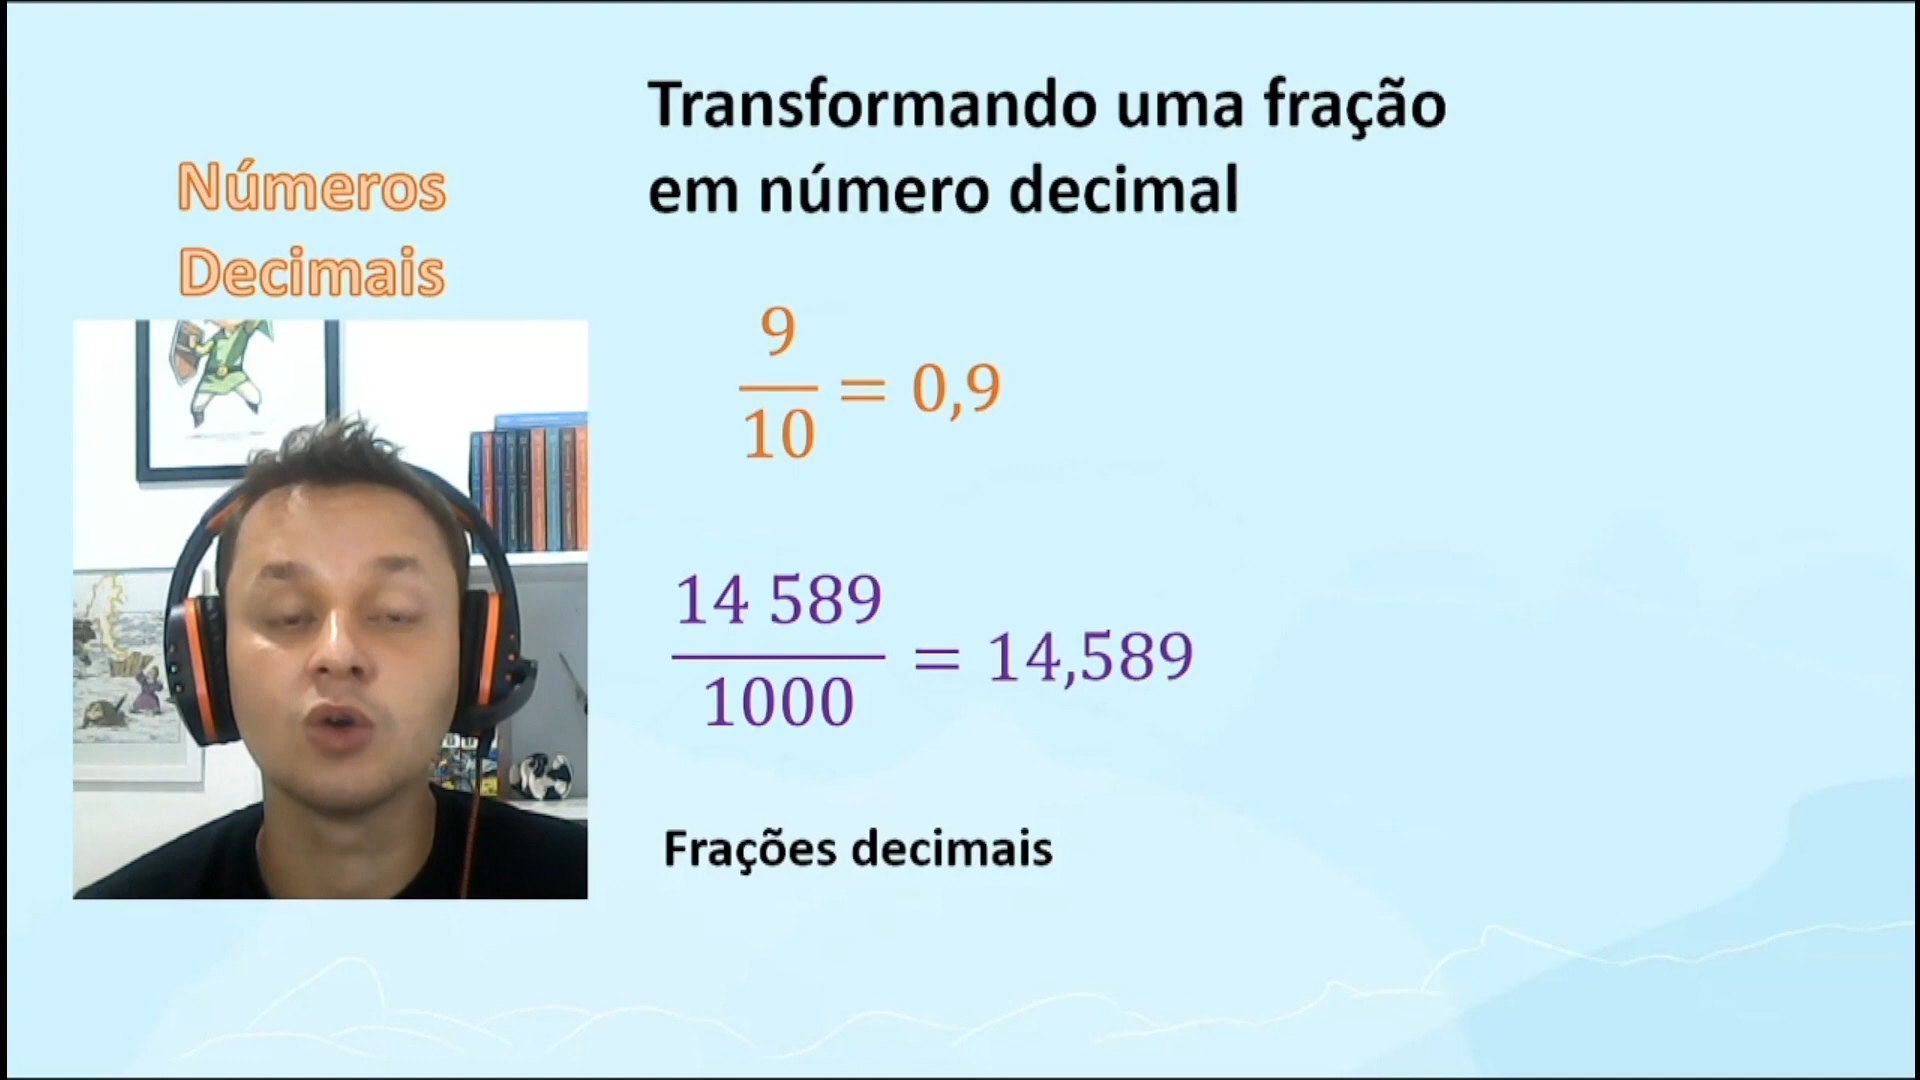 Números
Decimais
Transformando uma fração
em número decimal
9
10
= 0,9
14 589
1000
= 14,589
Frações decimais